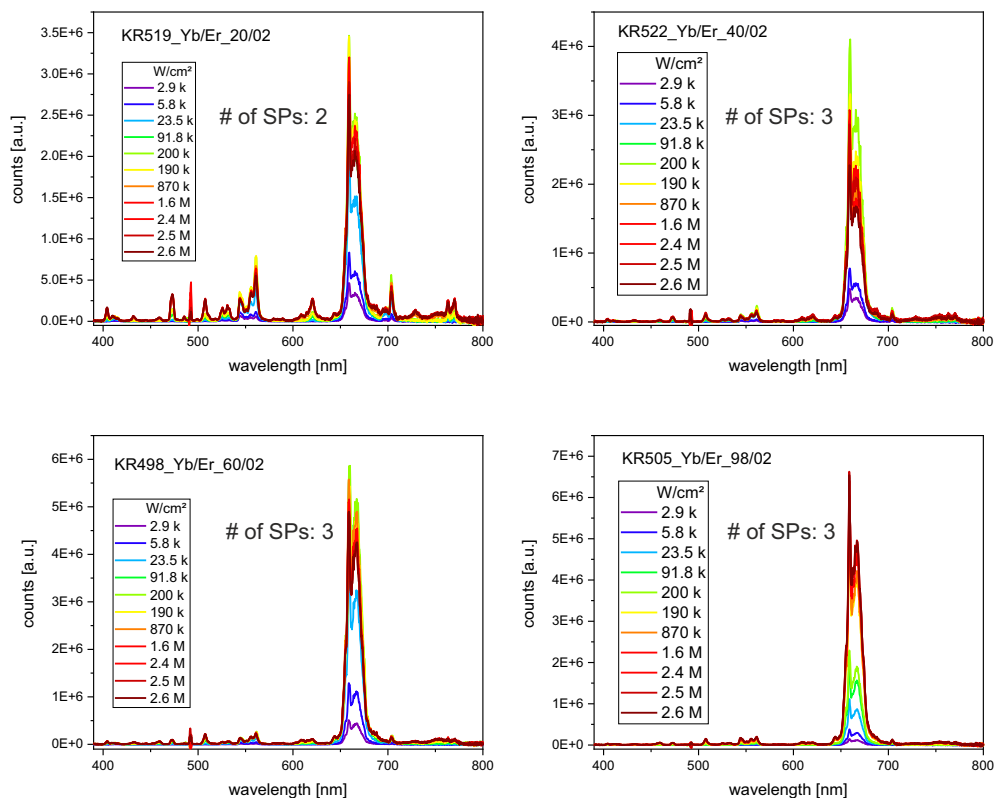 KR519_Yb/Er_20/02
W/cm²
2.9 k
5.8 k
23.5 k
91.8 k
200 k
190 k
870 k
1.6 M
2.4 M
2.5 M
2.6 M
# of SPs: 2
counts [a.u.]
3.5E+6
3.0E+6
2.5E+6
2.0E+6
1.5E+6
1.0E+6
5.0E+5
0.0E+0
400 500 600 700 800
wavelength [nm]
KR522_Yb/Er_40/02
W/cm²
2.9 k
5.8 k
23.5 k
91.8 k
200 k
190 k
870 k
1.6 M
2.4 M
2.5 M
2.6 M
# of SPs: 3
counts [a.u.]
4E+6
3E+6
2E+6
1E+6
0E+0
400 500 600 700 800
wavelength [nm]
KR498_Yb/Er_60/02
W/cm²
2.9 k
5.8 k
23.5 k
91.8 k
200 k
190 k
870 k
1.6 M
2.4 M
2.5 M
2.6 M
# of SPs: 3
counts [a.u.]
6E+6
5E+6
4E+6
3E+6
2E+6
1E+6
0E+0
400 500 600 700 800
wavelength [nm]
KR505_Yb/Er_98/02
W/cm²
2.9 k
5.8 k
23.5 k
91.8 k
200 k
190 k
870 k
1.6 M
2.4 M
2.5 M
2.6 M
# of SPs: 3
counts [a.u.]
7E+6
6E+6
5E+6
4E+6
3E+6
2E+6
1E+6
0E+0
400 500 600 700 800
wavelength [nm]